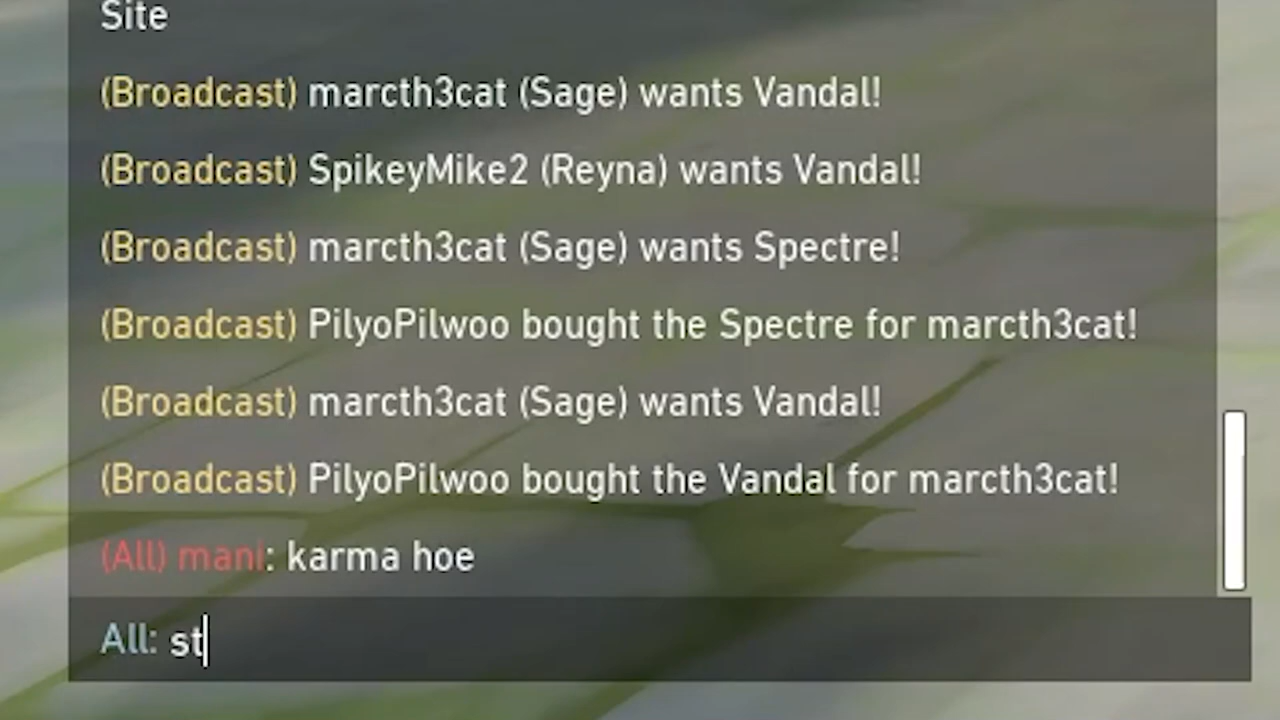 Site
(Broadcast) marcth3cat (Sage) wants Vandal!
(Broadcast) SpikeyMike2 (Reyna) wants Vandal!
(Broadcast) marcth3cat (Sage) wants Spectre!
(Broadcast) PilyoPilwoo bought the Spectre for marcth3cat!
(Broadcast) marcth3cat (Sage) wants Vandal!
(Broadcast) PilyoPilwoo bought the Vandal for marcth3cat!
(All) mani: karma hoe
All: st